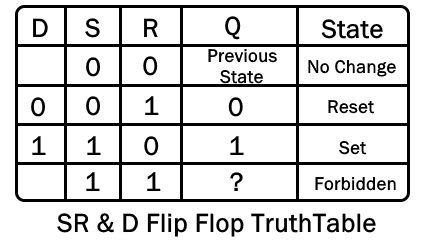 D S R Q State
0 0 Previous State No Change
0 0 1 0 Reset
1 1 0 1 Set
1 1 ? Forbidden
SR & D Flip Flop TruthTable